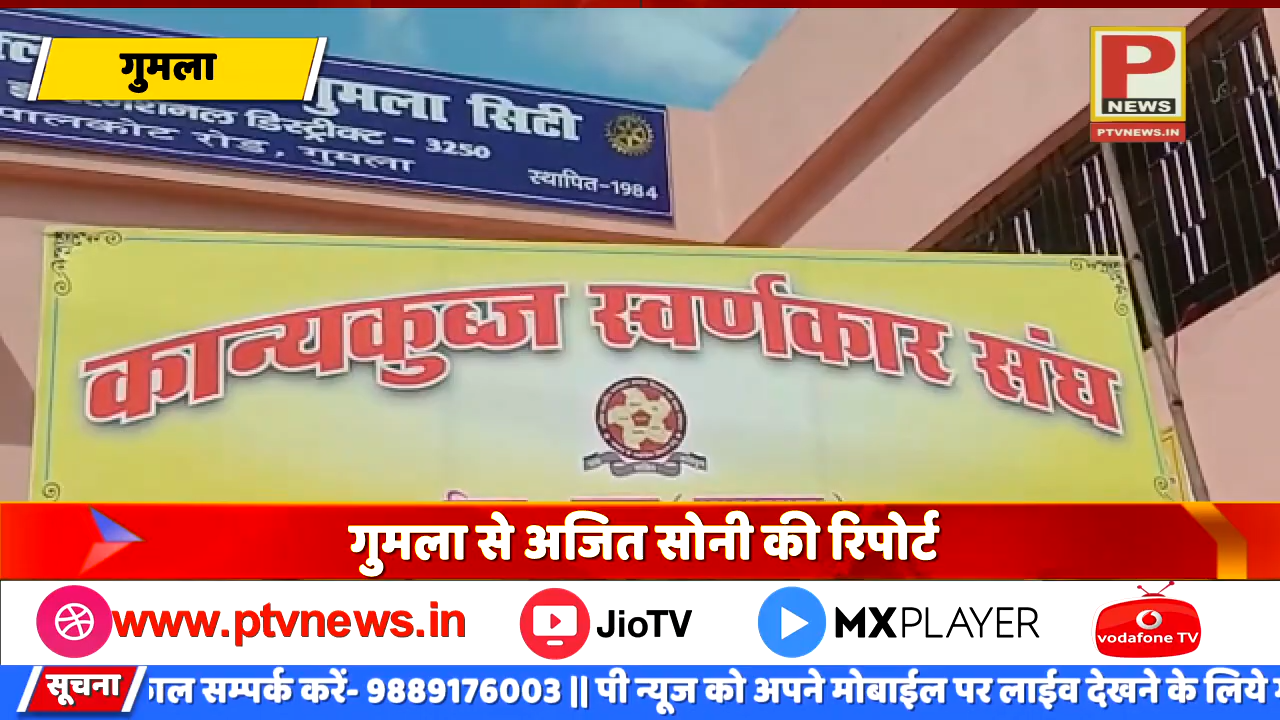 गुमला
गुमला सिटी
डिस्ट्रीक्ट - 3250
पालकोट रोड, गुमला
स्थापित-1984
P
NEWS
PTVNEWS.IN
कान्यकुब्ज स्वर्णकार संघ
गुमला से अजित सोनी की रिपोर्ट
www.ptvnews.in
JioTV
MXPLAYER
vodafone TV
सूचना
सम्पर्क करें- 9889176003 || पी न्यूज को अपने मोबाईल पर लाईव देखने के लिये